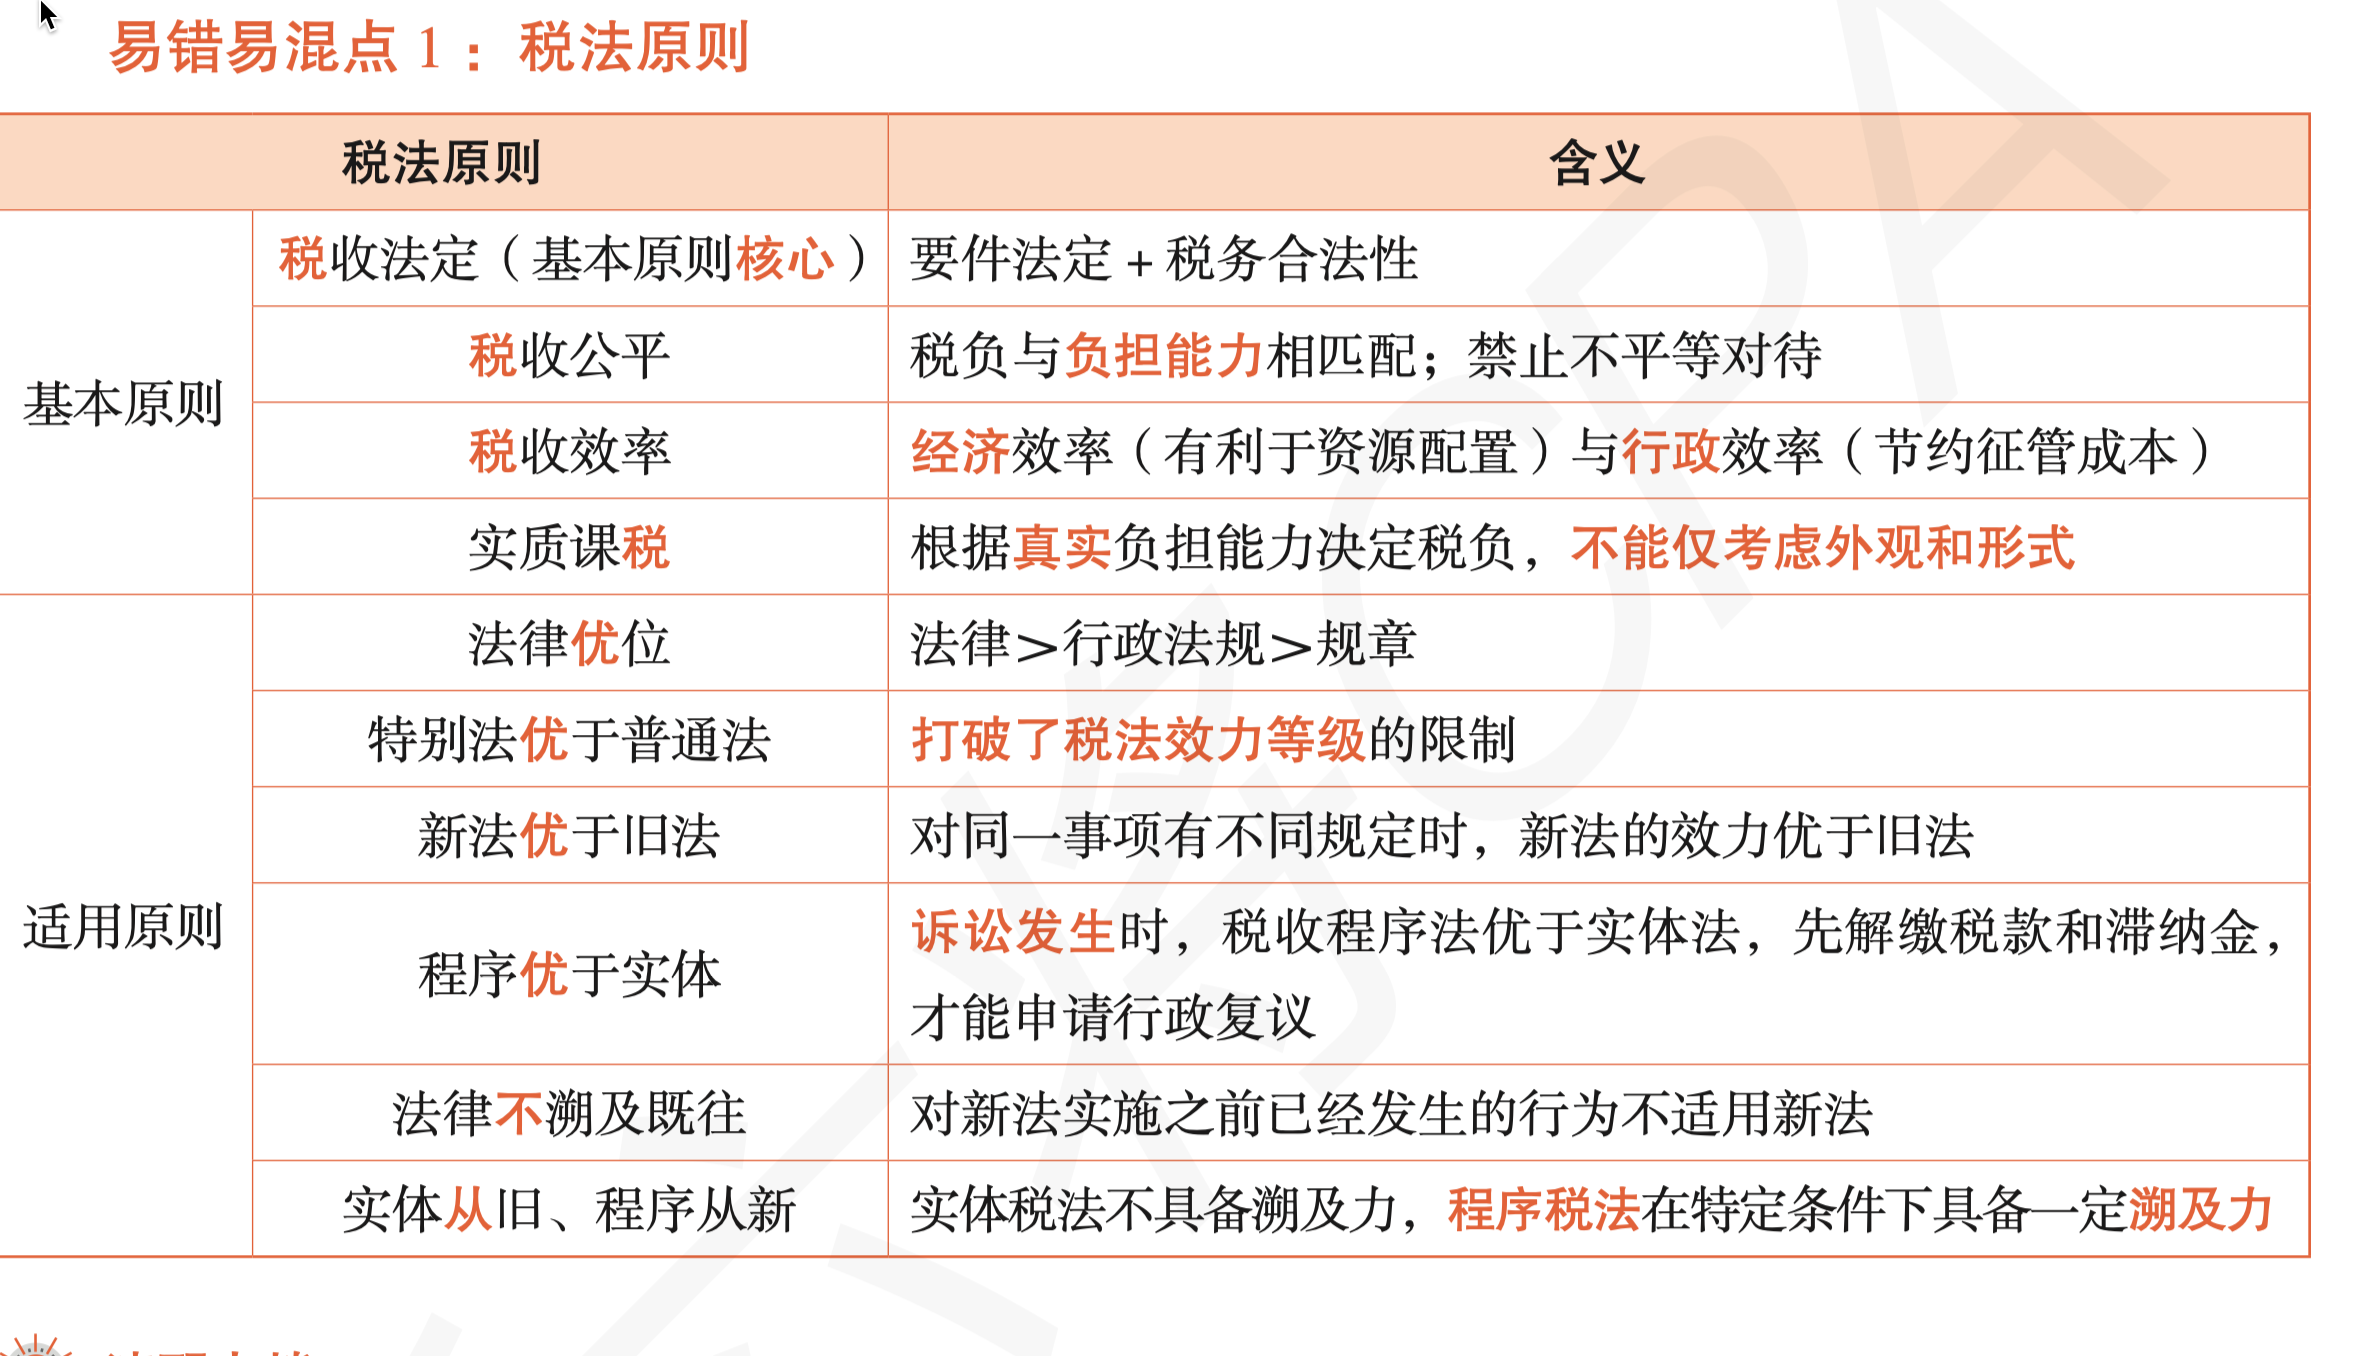 易错易混点 1 ：税法原则
税法原则
含义
基本原则
税收法定（基本原则核心）
要件法定 + 税务合法性
税收公平
税负与负担能力相匹配；禁止不平等对待
税收效率
经济效率（有利于资源配置）与行政效率（节约征管成本）
实质课税
根据真实负担能力决定税负，不能仅考虑外观和形式
适用原则
法律优位
法律>行政法规>规章
特别法优于普通法
打破了税法效力等级的限制
新法优于旧法
对同一事项有不同规定时，新法的效力优于旧法
程序优于实体
诉讼发生时，税收程序法优于实体法，先解缴税款和滞纳金，
才能申请行政复议
法律不溯及既往
对新法实施之前已经发生的行为不适用新法
实体从旧、程序从新
实体税法不具备溯及力，程序税法在特定条件下具备一定溯及力
CPA